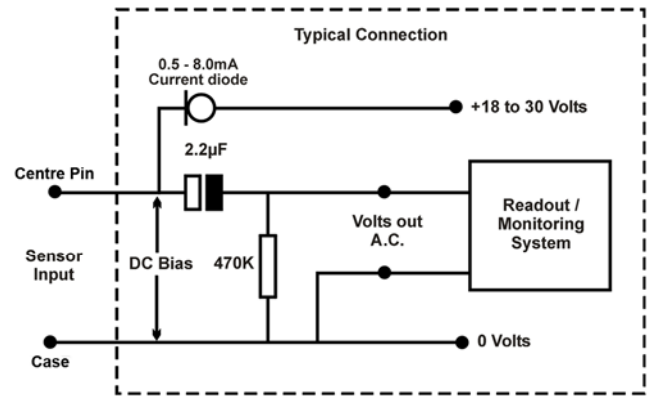 Typical Connection
0.5 - 8.0mA
Current diode
+18 to 30 Volts
2.2µF
Centre Pin
Readout /
Monitoring
System
Volts out
A.C.
Sensor
Input
DC Bias
470K
0 Volts
Case